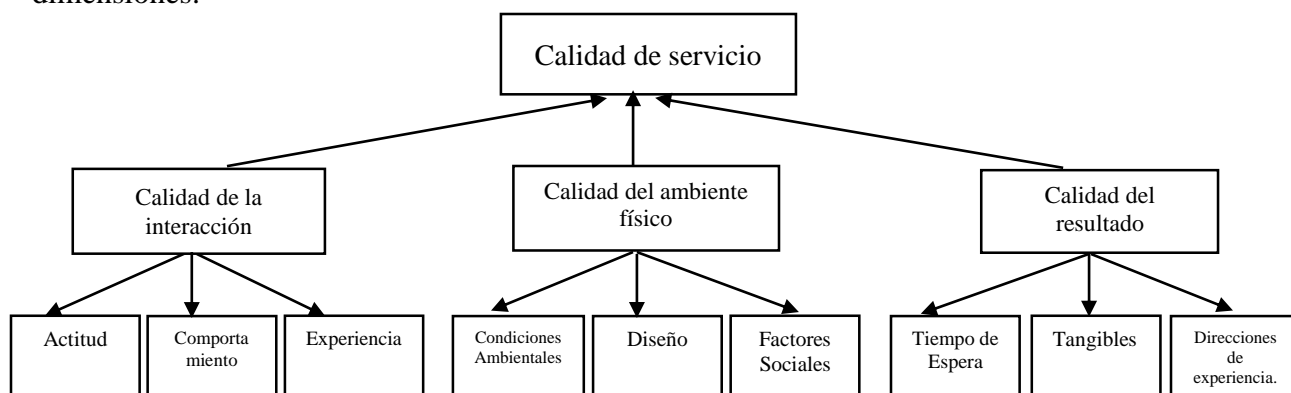 dimensiones:
Calidad de servicio
Calidad de la
interacción
Calidad del ambiente
físico
Calidad del
resultado
Actitud
Comporta
miento
Experiencia
Condiciones
Ambientales
Diseño
Factores
Sociales
Tiempo de
Espera
Tangibles
Direcciones
de
experiencia.